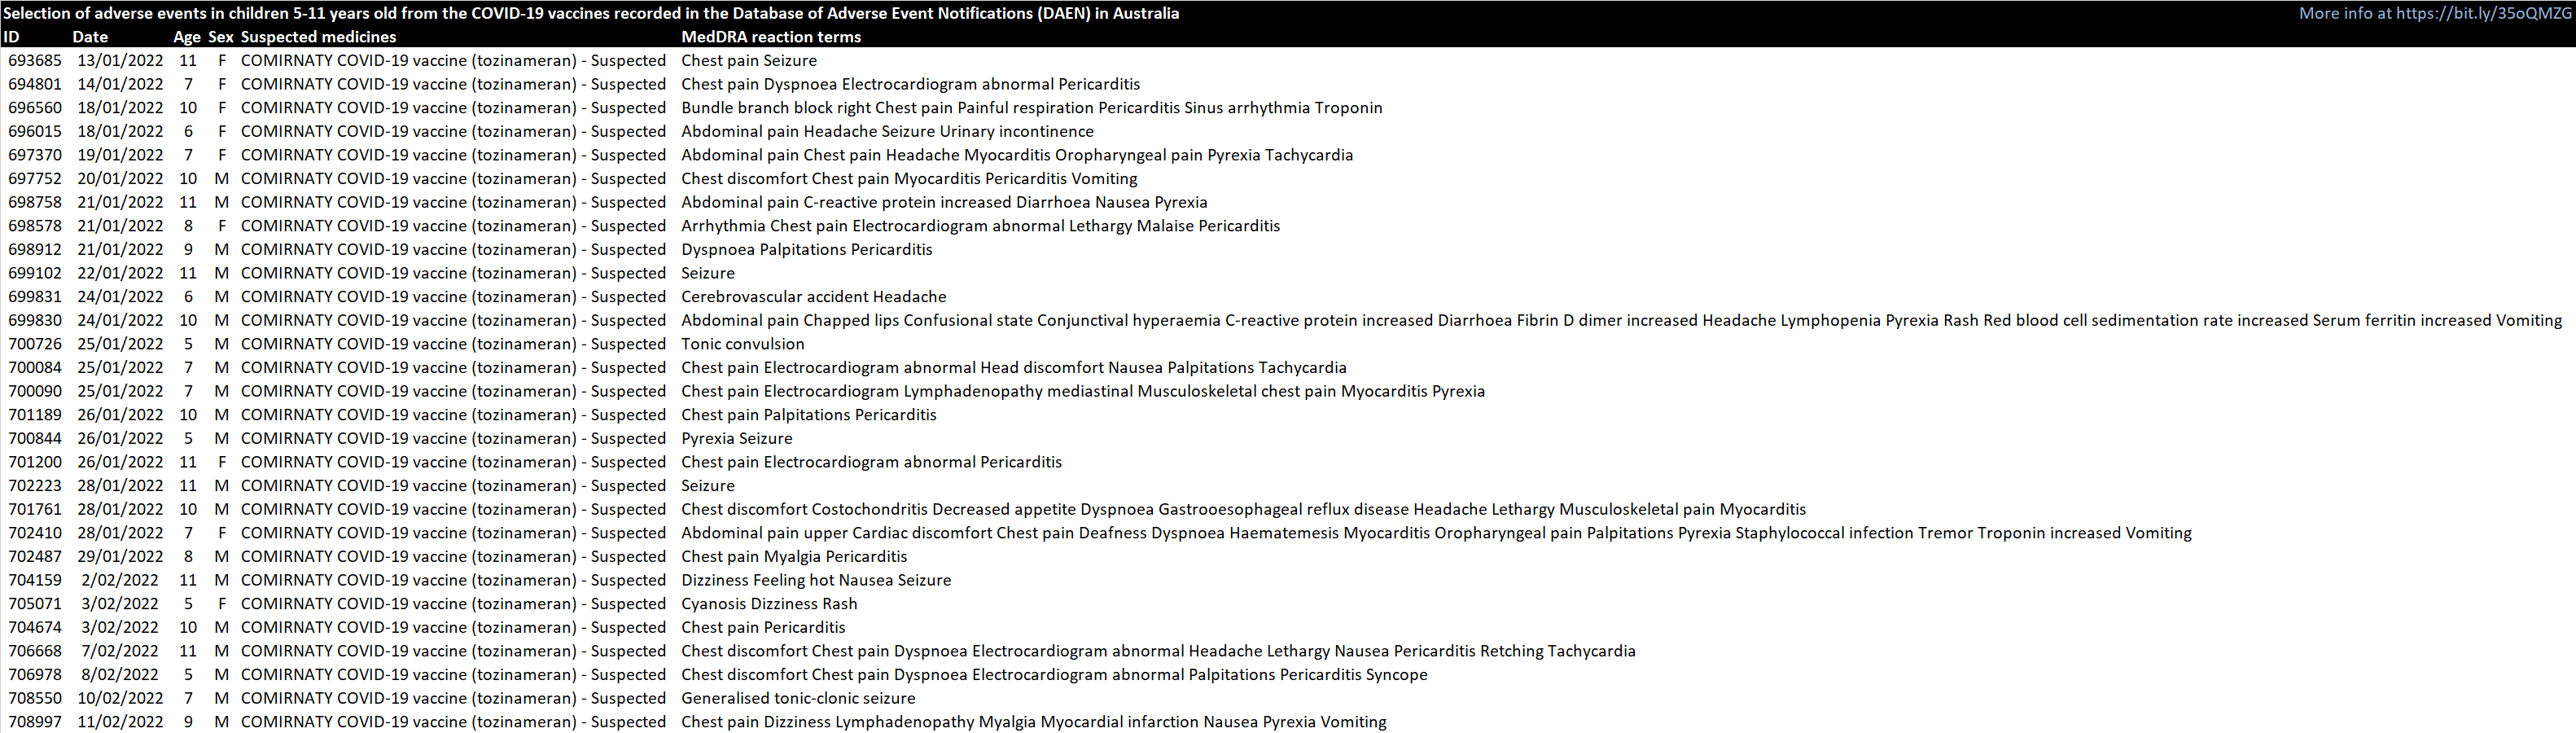 Selection of adverse events in children 5-11 years old from the COVID-19 vaccines recorded in the Database of Adverse Event Notifications (DAEN) in Australia More info at https://bit.ly/35oQMZG
ID Date Age Sex Suspected medicines MedDRA reaction terms
693685 13/01/2022 11 F COMIRNATY COVID-19 vaccine (tozinameran) - Suspected Chest pain Seizure
694801 14/01/2022 7 F COMIRNATY COVID-19 vaccine (tozinameran) - Suspected Chest pain Dyspnoea Electrocardiogram abnormal Pericarditis
696560 18/01/2022 10 F COMIRNATY COVID-19 vaccine (tozinameran) - Suspected Bundle branch block right Chest pain Painful respiration Pericarditis Sinus arrhythmia Troponin
696015 18/01/2022 6 F COMIRNATY COVID-19 vaccine (tozinameran) - Suspected Abdominal pain Headache Seizure Urinary incontinence
697370 19/01/2022 7 F COMIRNATY COVID-19 vaccine (tozinameran) - Suspected Abdominal pain Chest pain Headache Myocarditis Oropharyngeal pain Pyrexia Tachycardia
697752 20/01/2022 10 M COMIRNATY COVID-19 vaccine (tozinameran) - Suspected Chest discomfort Chest pain Myocarditis Pericarditis Vomiting
698758 21/01/2022 11 M COMIRNATY COVID-19 vaccine (tozinameran) - Suspected Abdominal pain C-reactive protein increased Diarrhoea Nausea Pyrexia
698578 21/01/2022 8 F COMIRNATY COVID-19 vaccine (tozinameran) - Suspected Arrhythmia Chest pain Electrocardiogram abnormal Lethargy Malaise Pericarditis
698912 21/01/2022 9 M COMIRNATY COVID-19 vaccine (tozinameran) - Suspected Dyspnoea Palpitations Pericarditis
699102 22/01/2022 11 M COMIRNATY COVID-19 vaccine (tozinameran) - Suspected Seizure
699831 24/01/2022 6 M COMIRNATY COVID-19 vaccine (tozinameran) - Suspected Cerebrovascular accident Headache
699830 24/01/2022 10 M COMIRNATY COVID-19 vaccine (tozinameran) - Suspected Abdominal pain Chapped lips Confusional state Conjunctival hyperaemia C-reactive protein increased Diarrhoea Fibrin D dimer increased Headache Lymphopenia Pyrexia Rash Red blood cell sedimentation rate increased Serum ferritin increased Vomiting
700726 25/01/2022 5 M COMIRNATY COVID-19 vaccine (tozinameran) - Suspected Tonic convulsion
700084 25/01/2022 7 M COMIRNATY COVID-19 vaccine (tozinameran) - Suspected Chest pain Electrocardiogram abnormal Head discomfort Nausea Palpitations Tachycardia
700090 25/01/2022 7 M COMIRNATY COVID-19 vaccine (tozinameran) - Suspected Chest pain Electrocardiogram Lymphadenopathy mediastinal Musculoskeletal chest pain Myocarditis Pyrexia
701189 26/01/2022 10 M COMIRNATY COVID-19 vaccine (tozinameran) - Suspected Chest pain Palpitations Pericarditis
700844 26/01/2022 5 M COMIRNATY COVID-19 vaccine (tozinameran) - Suspected Pyrexia Seizure
701200 26/01/2022 11 F COMIRNATY COVID-19 vaccine (tozinameran) - Suspected Chest pain Electrocardiogram abnormal Pericarditis
702223 28/01/2022 11 M COMIRNATY COVID-19 vaccine (tozinameran) - Suspected Seizure
701761 28/01/2022 10 M COMIRNATY COVID-19 vaccine (tozinameran) - Suspected Chest discomfort Costochondritis Decreased appetite Dyspnoea Gastrooesophageal reflux disease Headache Lethargy Musculoskeletal pain Myocarditis
702410 28/01/2022 7 F COMIRNATY COVID-19 vaccine (tozinameran) - Suspected Abdominal pain upper Cardiac discomfort Chest pain Deafness Dyspnoea Haematemesis Myocarditis Oropharyngeal pain Palpitations Pyrexia Staphylococcal infection Tremor Troponin increased Vomiting
702487 29/01/2022 8 M COMIRNATY COVID-19 vaccine (tozinameran) - Suspected Chest pain Myalgia Pericarditis
704159 2/02/2022 11 M COMIRNATY COVID-19 vaccine (tozinameran) - Suspected Dizziness Feeling hot Nausea Seizure
705071 3/02/2022 5 F COMIRNATY COVID-19 vaccine (tozinameran) - Suspected Cyanosis Dizziness Rash
704674 3/02/2022 10 M COMIRNATY COVID-19 vaccine (tozinameran) - Suspected Chest pain Pericarditis
706668 7/02/2022 11 M COMIRNATY COVID-19 vaccine (tozinameran) - Suspected Chest discomfort Chest pain Dyspnoea Electrocardiogram abnormal Headache Lethargy Nausea Pericarditis Retching Tachycardia
706978 8/02/2022 5 M COMIRNATY COVID-19 vaccine (tozinameran) - Suspected Chest discomfort Chest pain Dyspnoea Electrocardiogram abnormal Palpitations Pericarditis Syncope
708550 10/02/2022 7 M COMIRNATY COVID-19 vaccine (tozinameran) - Suspected Generalised tonic-clonic seizure
708997 11/02/2022 9 M COMIRNATY COVID-19 vaccine (tozinameran) - Suspected Chest pain Dizziness Lymphadenopathy Myalgia Myocardial infarction Nausea Pyrexia Vomiting